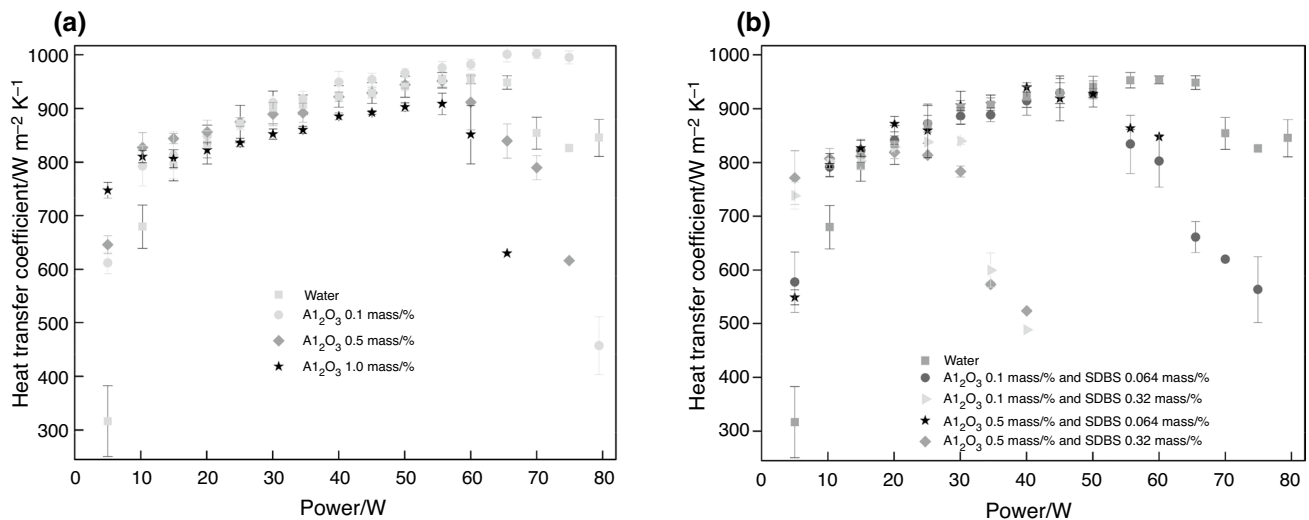 (a)
Heat transfer coefficient/W m⁻² K⁻¹
1000
900
800
700
600
500
400
300
Water
A1₂O₃ 0.1 mass/%
A1₂O₃ 0.5 mass/%
A1₂O₃ 1.0 mass/%
0 10 20 30 40 50 60 70 80
Power/W
(b)
Heat transfer coefficient/W m⁻² K⁻¹
1000
900
800
700
600
500
400
300
Water
A1₂O₃ 0.1 mass/% and SDBS 0.064 mass/%
A1₂O₃ 0.1 mass/% and SDBS 0.32 mass/%
A1₂O₃ 0.5 mass/% and SDBS 0.064 mass/%
A1₂O₃ 0.5 mass/% and SDBS 0.32 mass/%
0 10 20 30 40 50 60 70 80
Power/W